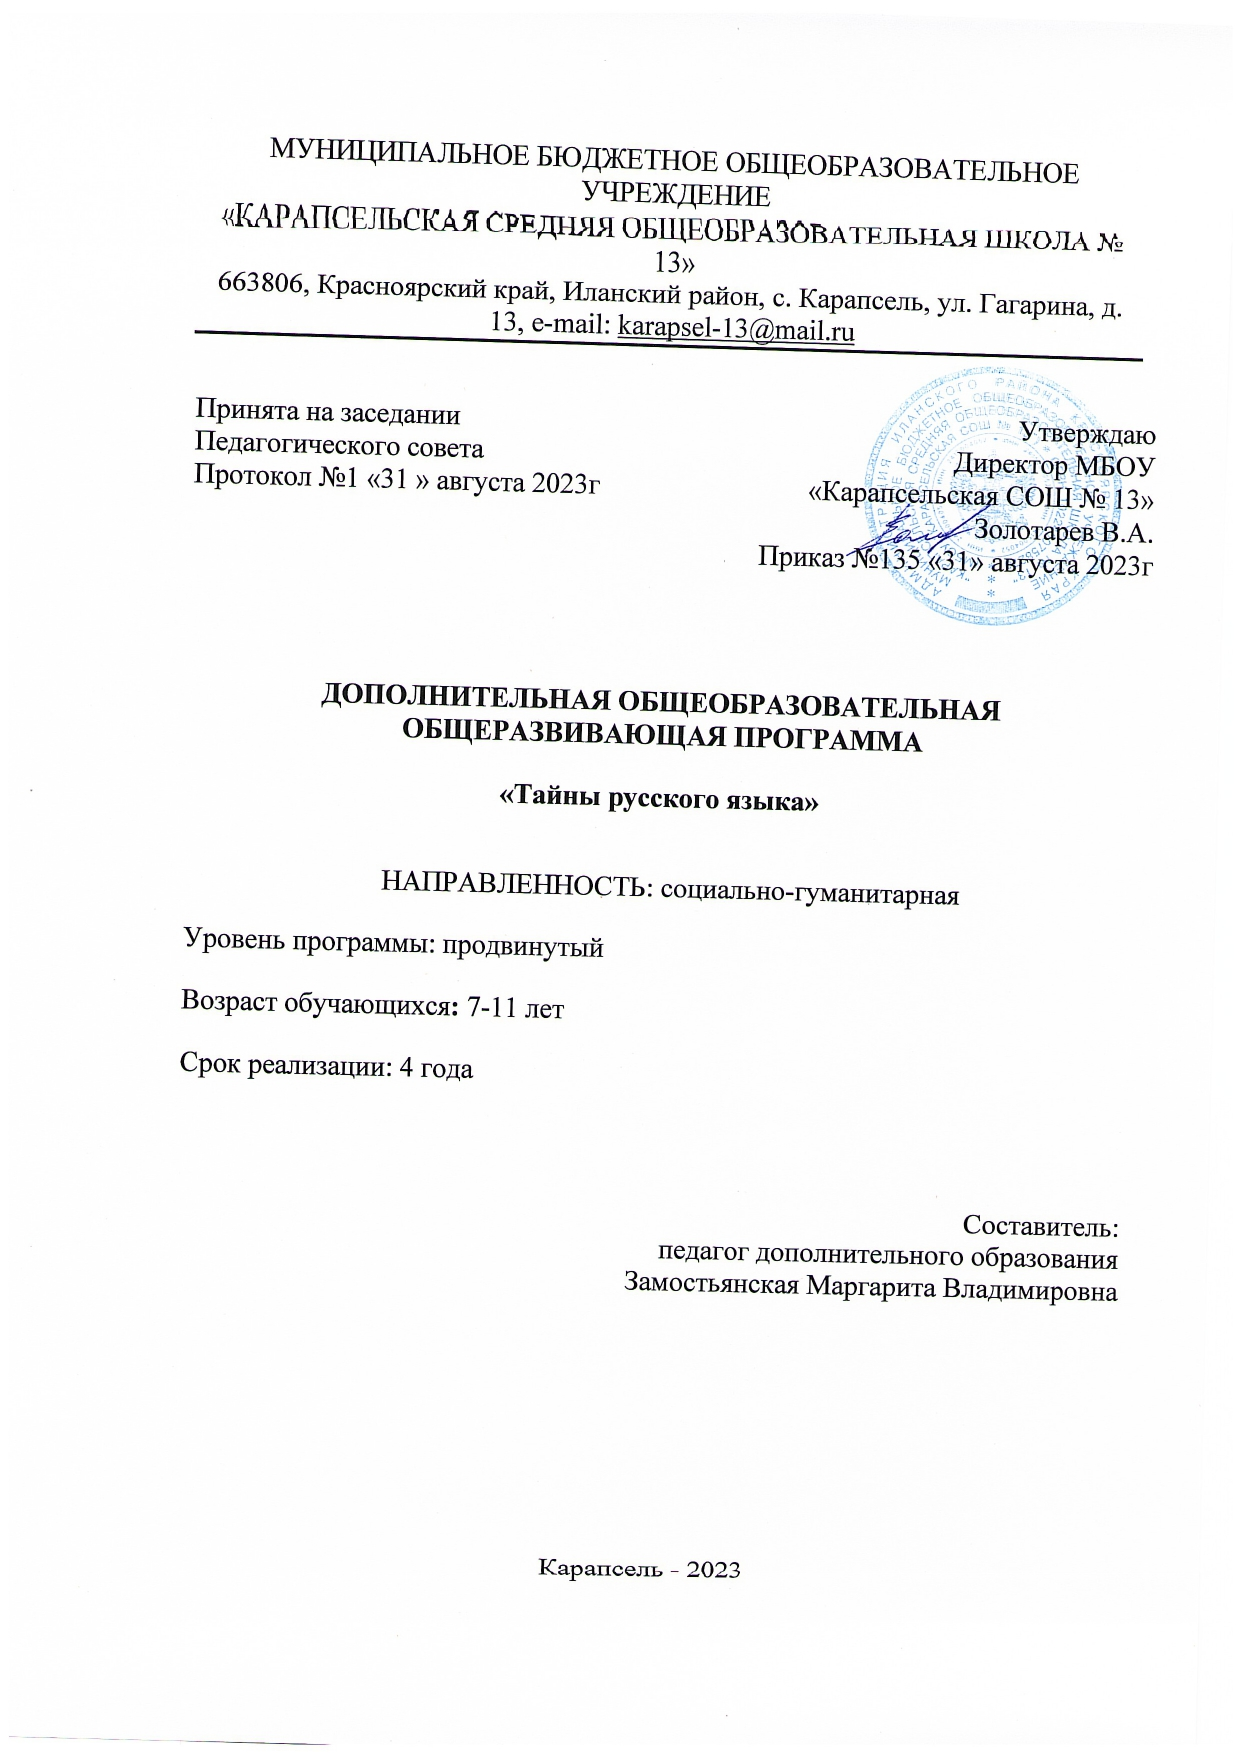 МУНИЦИПАЛЬНОЕ БЮДЖЕТНОЕ ОБЩЕОБРАЗОВАТЕЛЬНОЕ
УЧРЕЖДЕНИЕ
«КАРАПСЕЛЬСКАЯ СРЕДНЯЯ ОБЩЕОБРАЗОВАТЕЛЬНАЯ ШКОЛА №
13»
663806, Красноярский край, Иланский район, с. Карапсель, ул. Гагарина, д.
13, e-mail: karapsel-13@mail.ru
Принята на заседании
Педагогического совета
Протокол №1 «31 » августа 2023г
Утверждаю
Директор МБОУ
«Карапсельская СОШ № 13»
Золотарев В.А.
Приказ №135 «31» августа 2023г
ДОПОЛНИТЕЛЬНАЯ ОБЩЕОБРАЗОВАТЕЛЬНАЯ
ОБЩЕРАЗВИВАЮЩАЯ ПРОГРАММА
«Тайны русского языка»
НАПРАВЛЕННОСТЬ: социально-гуманитарная
Уровень программы: продвинутый
Возраст обучающихся: 7-11 лет
Срок реализации: 4 года
Составитель:
педагог дополнительного образования
Замостьянская Маргарита Владимировна
Карапсель - 2023